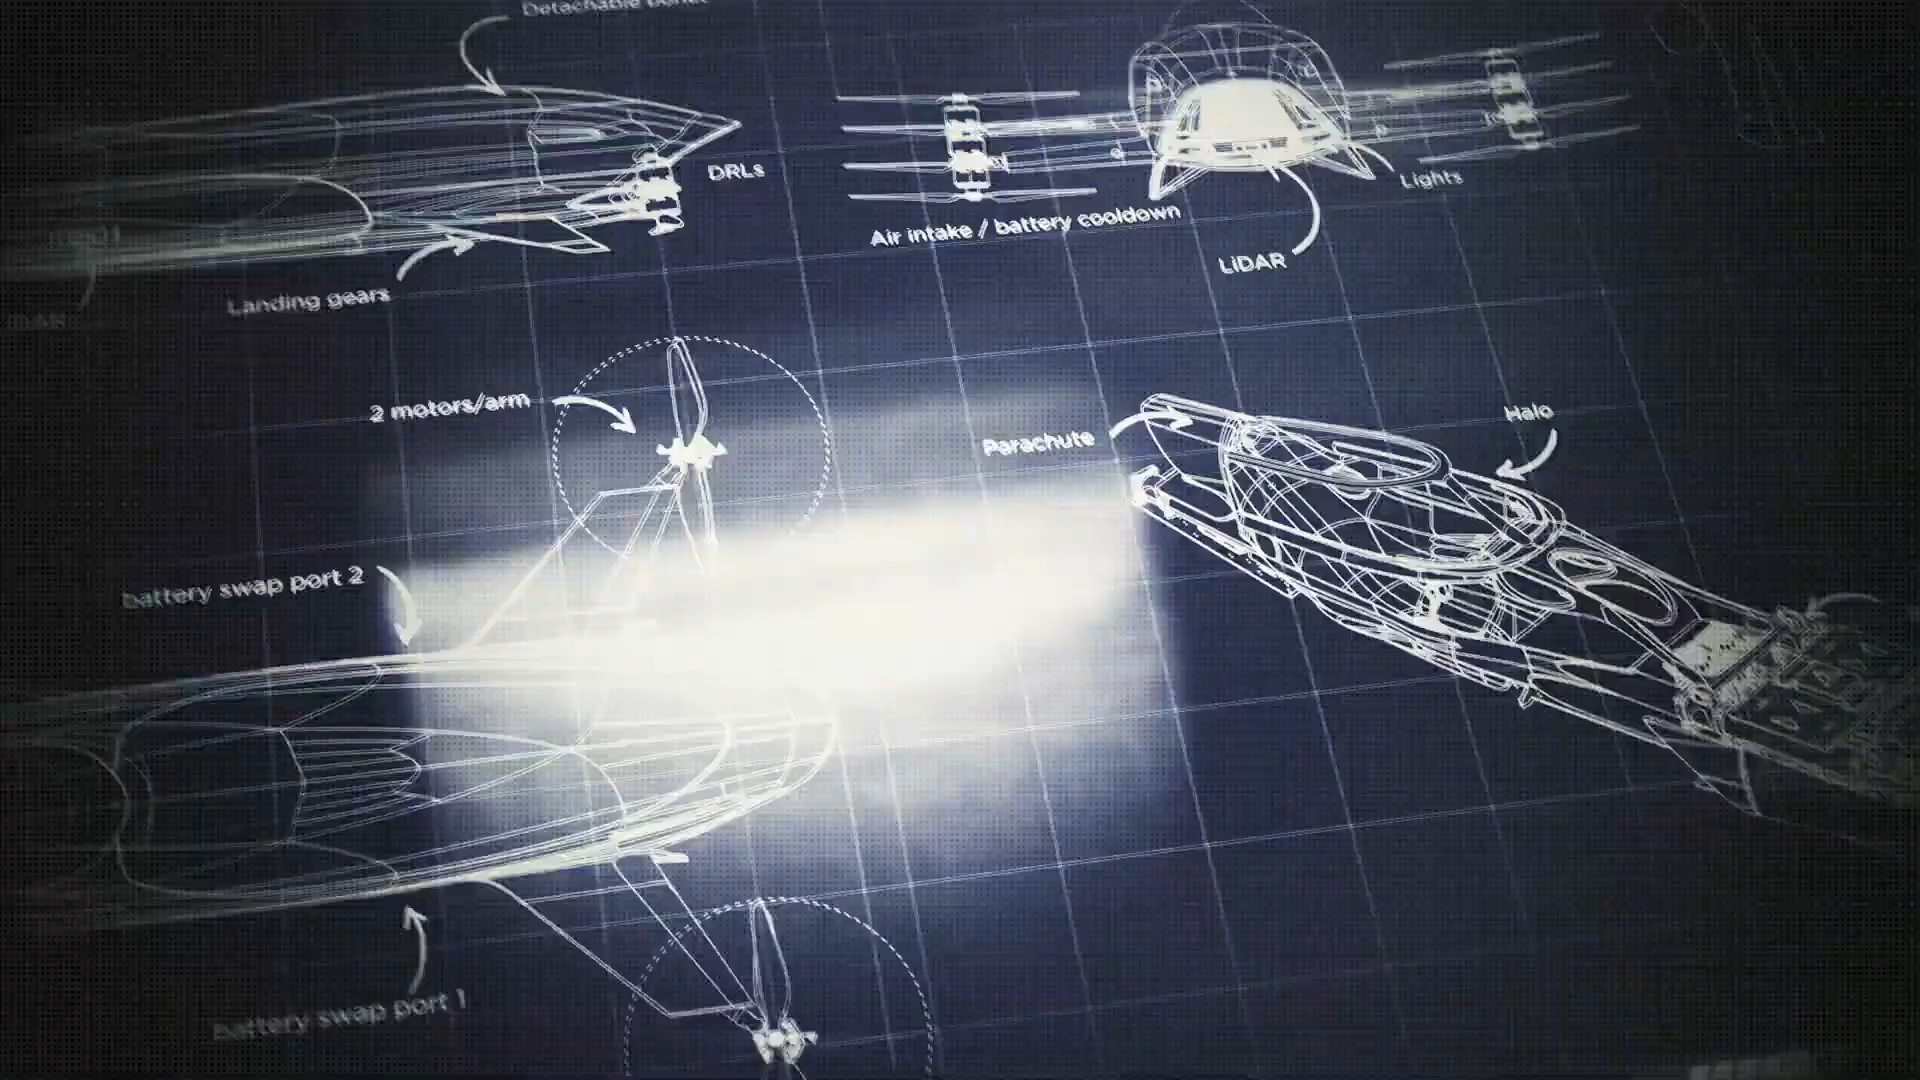 Detachable
DRLs
Lights
Air intake / battery cooldown
LiDAR
Landing gears
2 motors/arm
Halo
Parachute
battery swap port 2
battery swap port 1